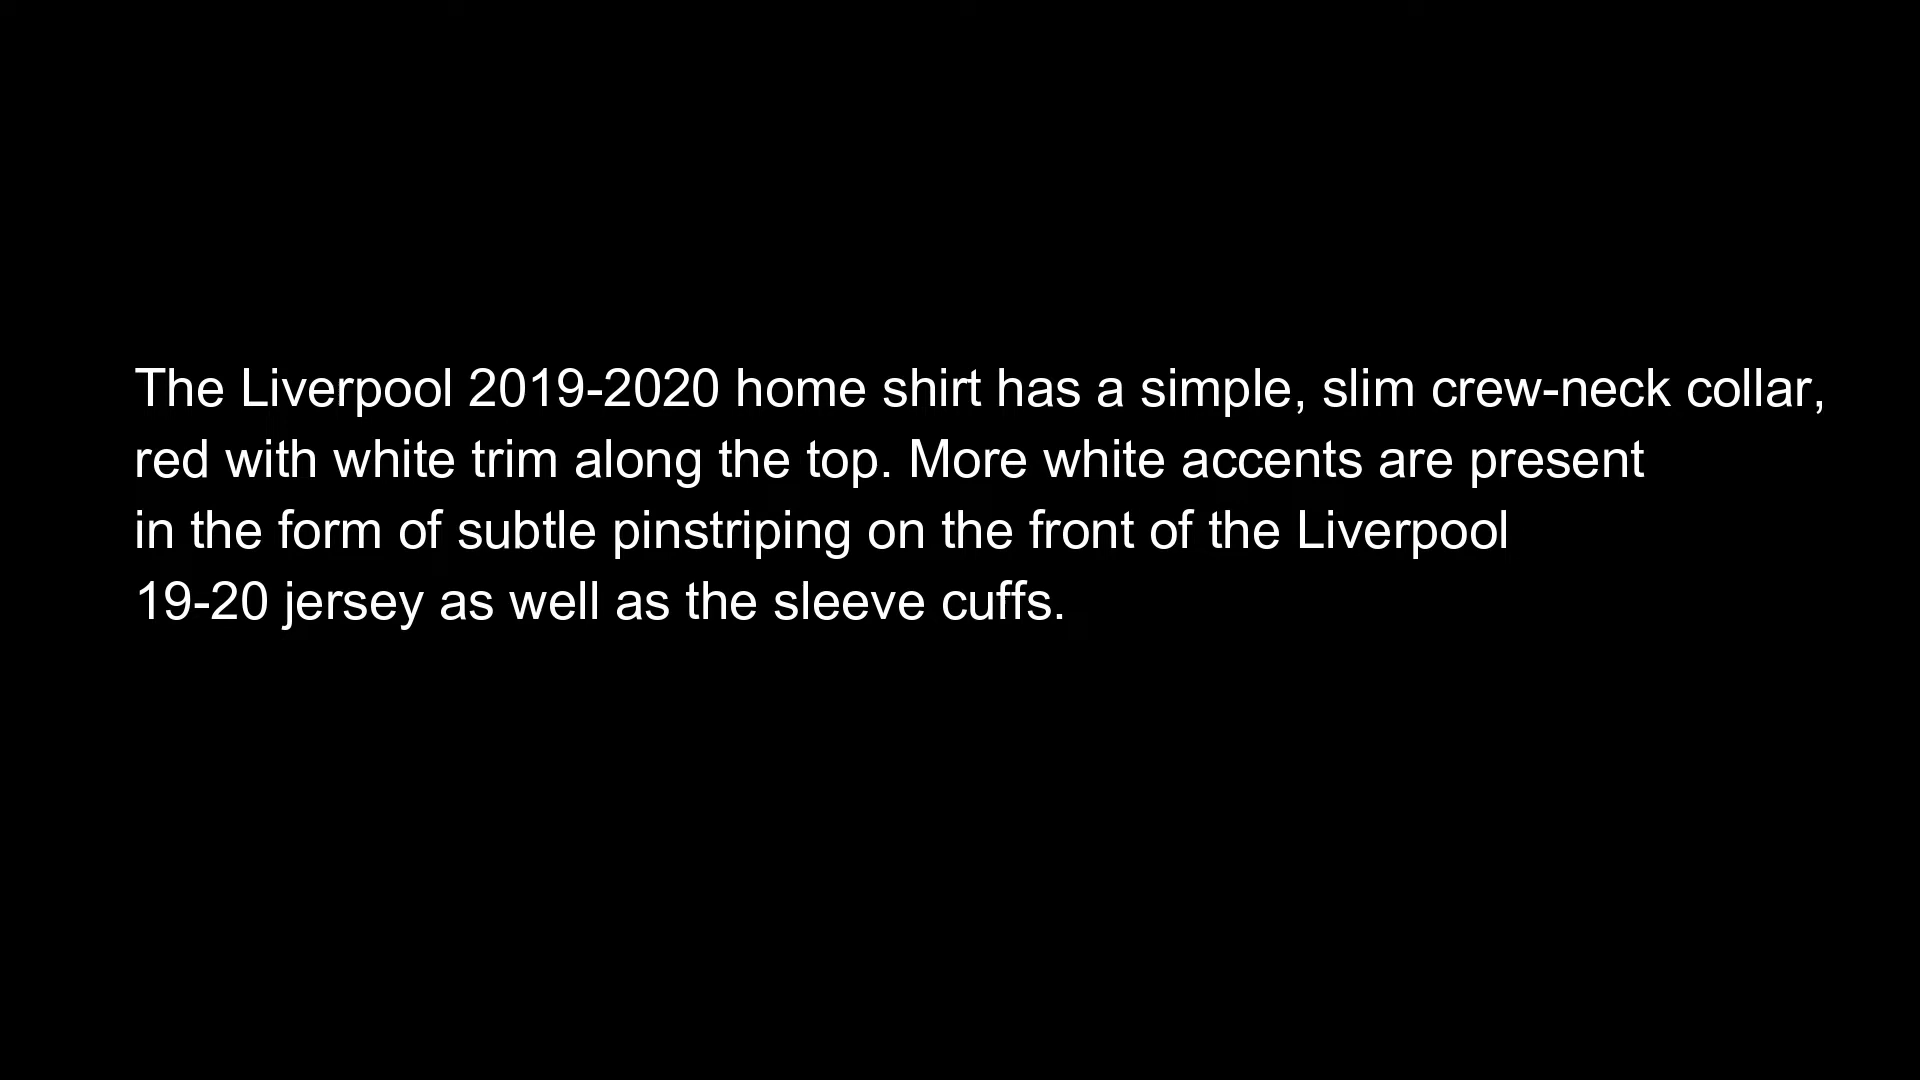 The Liverpool 2019-2020 home shirt has a simple, slim crew-neck collar,
red with white trim along the top. More white accents are present
in the form of subtle pinstriping on the front of the Liverpool
19-20 jersey as well as the sleeve cuffs.